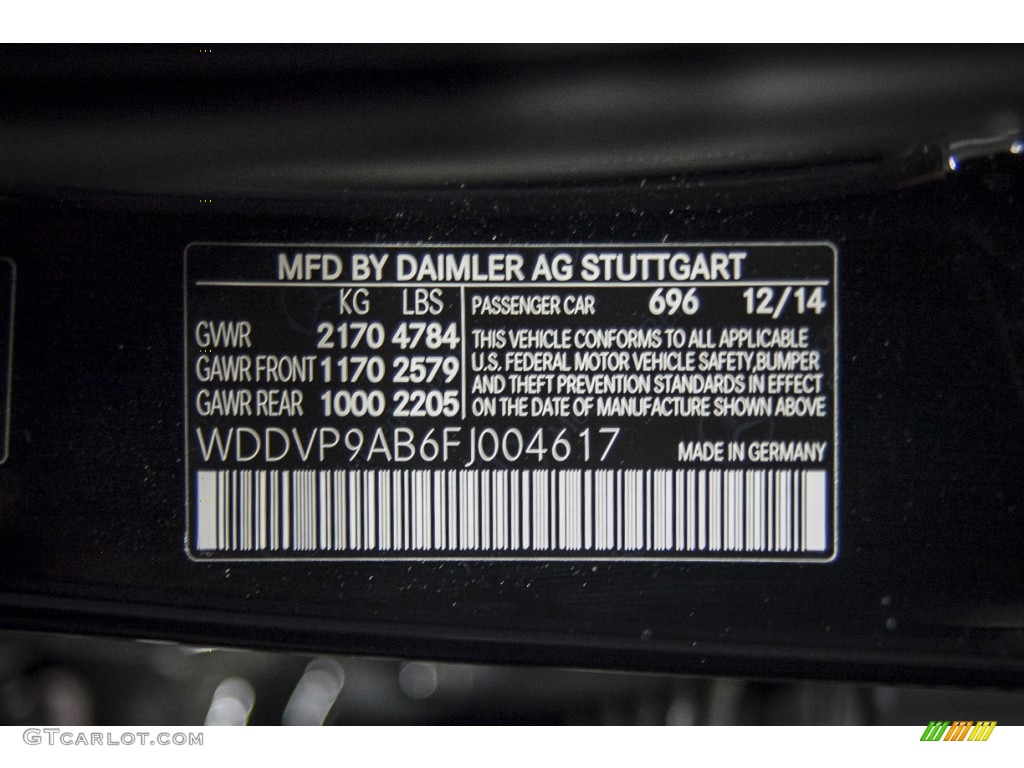 MFD BY DAIMLER AG STUTTGART
KG LBS PASSENGER CAR 696 12/14
GVWR 2170 4784 THIS VEHICLE CONFORMS TO ALL APPLICABLE
GAWR FRONT 1170 2579 U.S. FEDERAL MOTOR VEHICLE SAFETY, BUMPER
AND THEFT PREVENTION STANDARDS IN EFFECT
GAWR REAR 1000 2205 ON THE DATE OF MANUFACTURE SHOWN ABOVE
WDDVP9AB6FJ004617 MADE IN GERMANY
GTCARLOT.COM